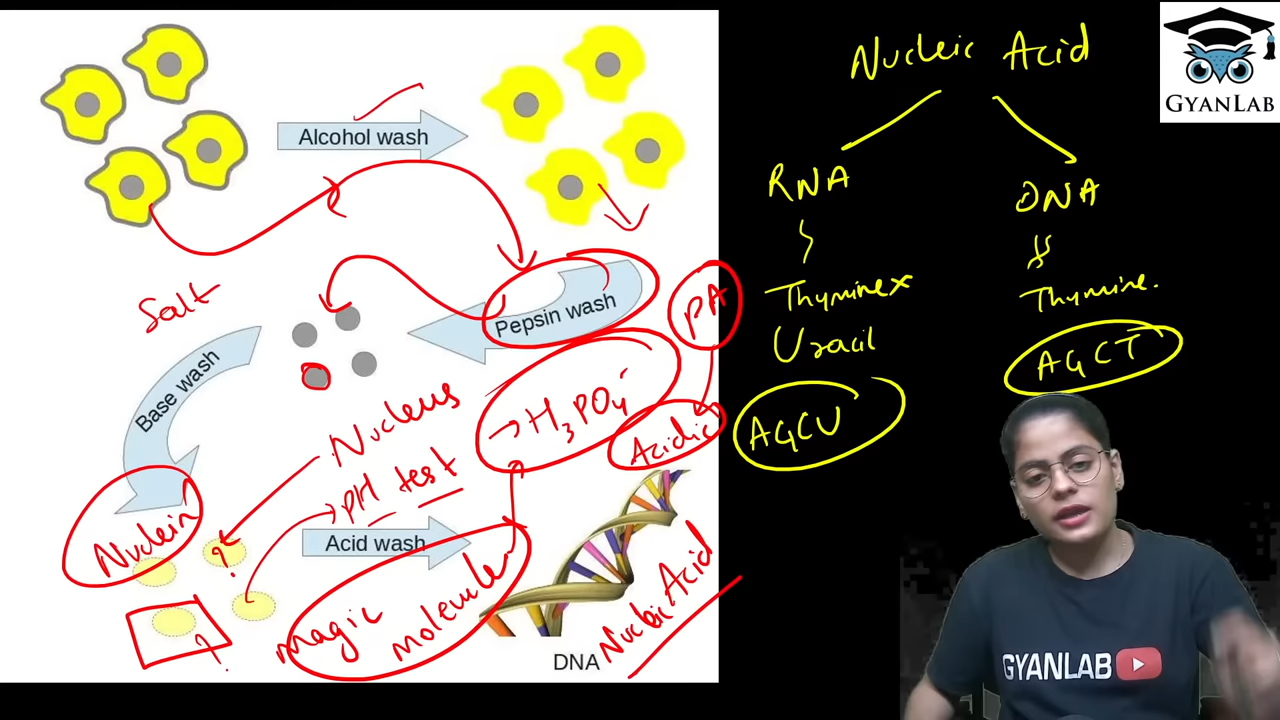 Nucleic Acid
GYANLAB
Alcohol wash
RNA
DNA
Thymine x
Thymine.
Uracil
AGCT
AGCU
Pepsin wash
PA
Salt
Base wash
→ H3PO4
Acidic
Nucleus
pH test
Nuclein
?
Acid wash
magic
molecule
?
DNA
Nucleic Acid
GYANLAB